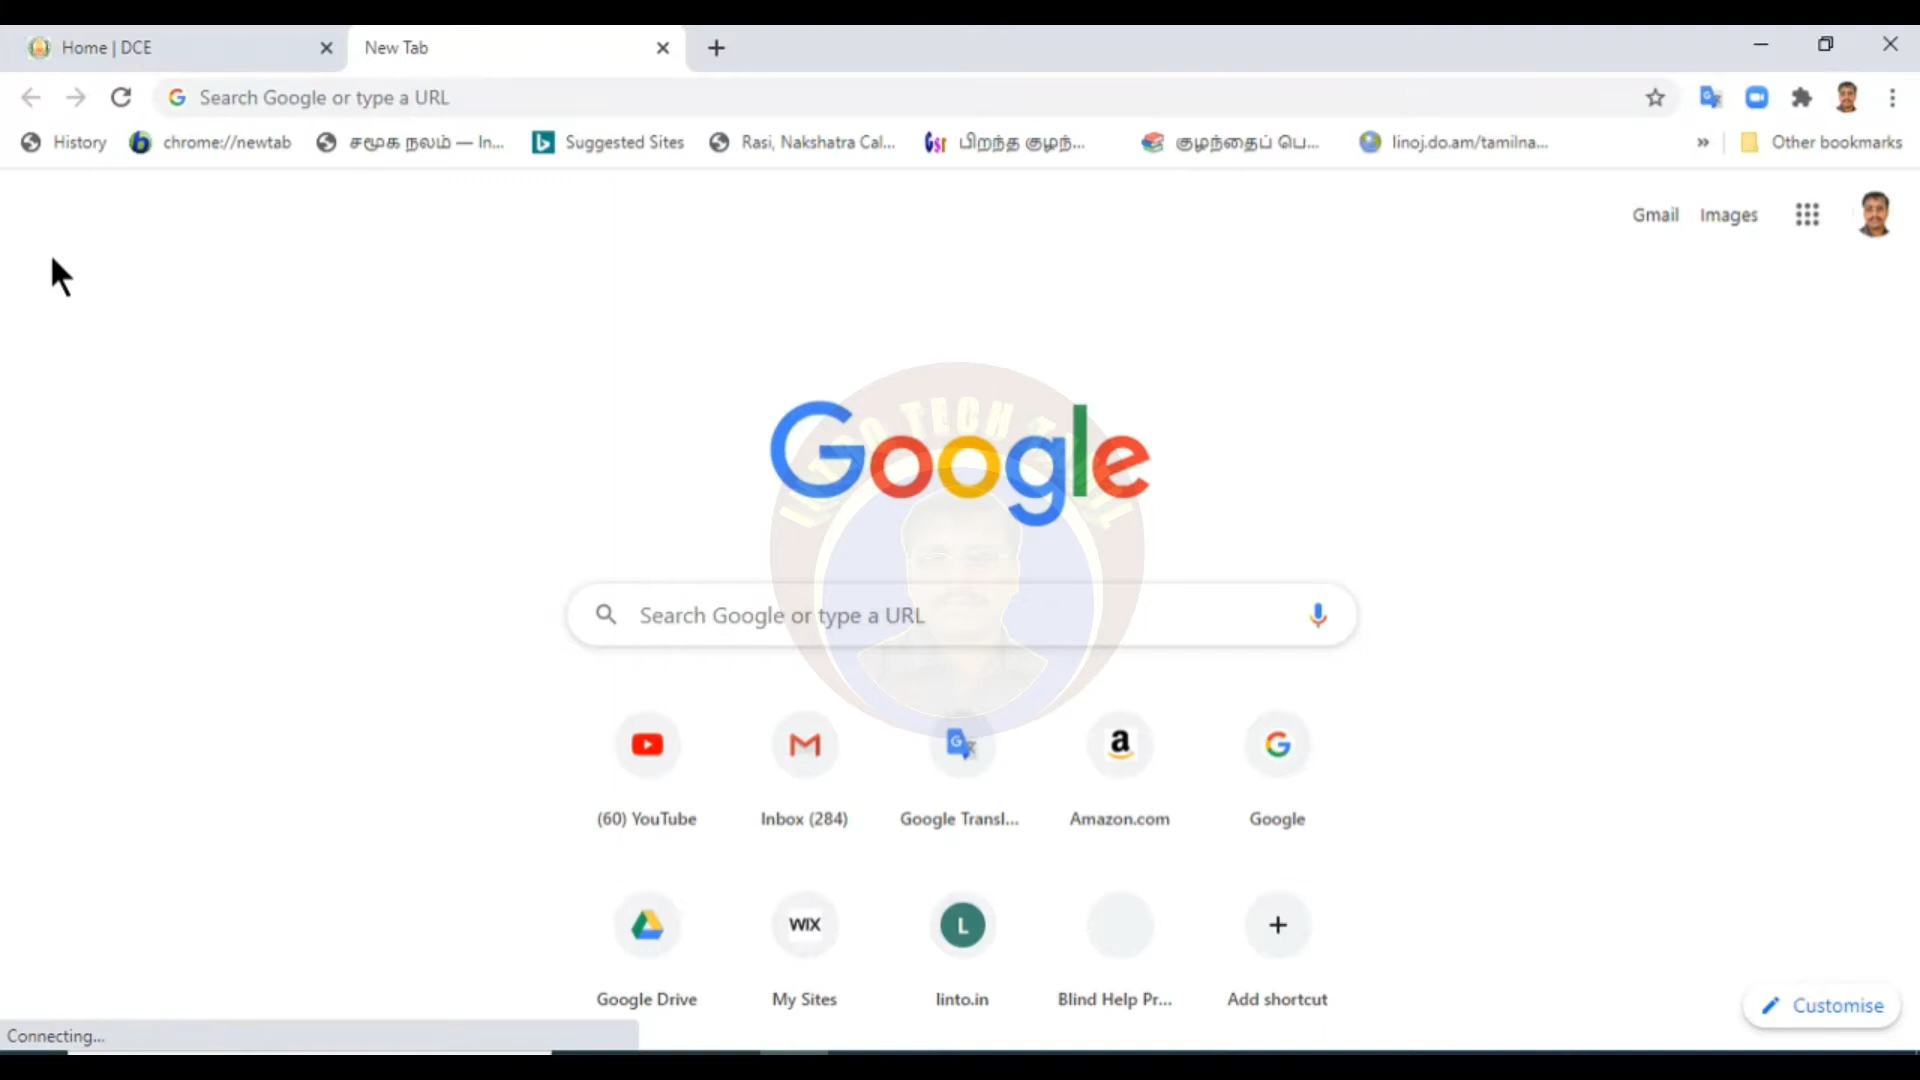 Home | DCE
New Tab
Search Google or type a URL
History
chrome://newtab
சமூக நலம் — In...
Suggested Sites
Rasi, Nakshatra Cal...
பிறந்த குழந்...
குழந்தைப் பெ...
linoj.do.am/tamilna...
»
Other bookmarks
Gmail
Images
Google
Search Google or type a URL
(60) YouTube
Inbox (284)
Google Transl...
Amazon.com
Google
WIX
L
Google Drive
My Sites
linto.in
Blind Help Pr...
Add shortcut
Customise
Connecting...